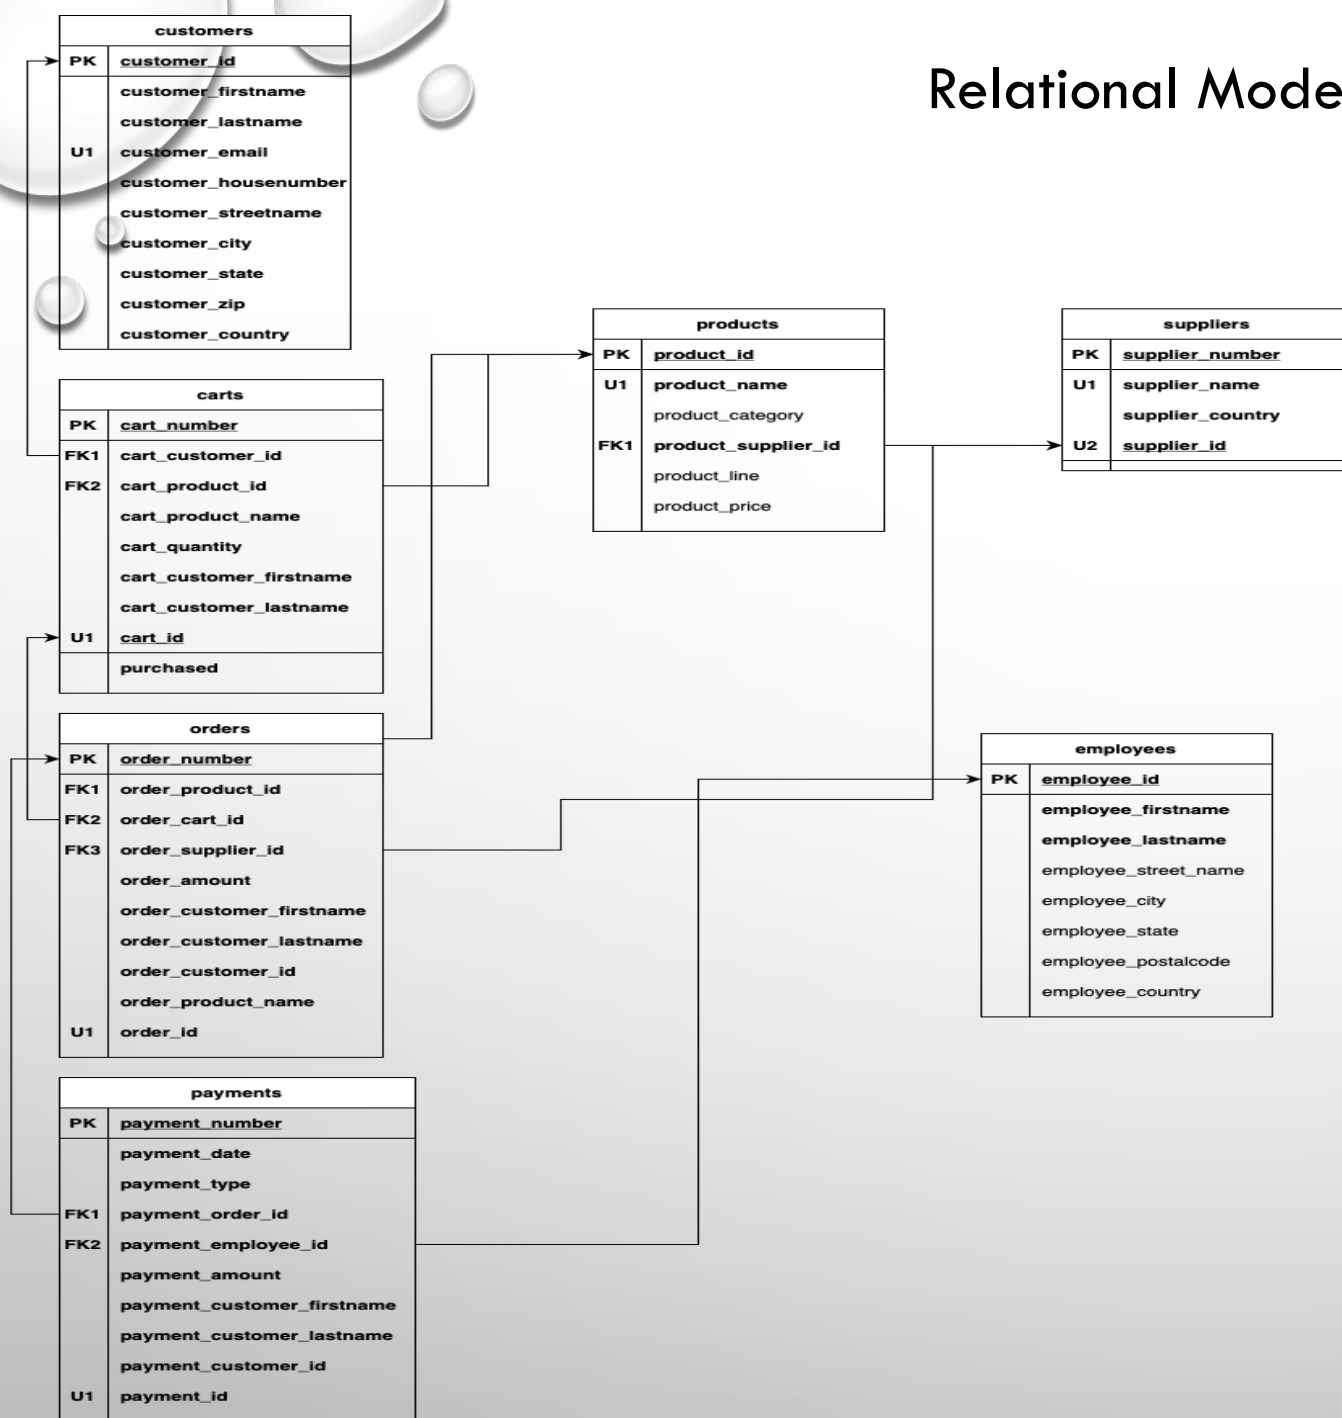 Relational Mode
customers
PK customer_id
customer_firstname
customer_lastname
U1 customer_email
customer_housenumber
customer_streetname
customer_city
customer_state
customer_zip
customer_country
carts
PK cart_number
FK1 cart_customer_id
FK2 cart_product_id
cart_product_name
cart_quantity
cart_customer_firstname
cart_customer_lastname
U1 cart_id
purchased
orders
PK order_number
FK1 order_product_id
FK2 order_cart_id
FK3 order_supplier_id
order_amount
order_customer_firstname
order_customer_lastname
order_customer_id
order_product_name
U1 order_id
payments
PK payment_number
payment_date
payment_type
FK1 payment_order_id
FK2 payment_employee_id
payment_amount
payment_customer_firstname
payment_customer_lastname
payment_customer_id
U1 payment_id
products
PK product_id
U1 product_name
product_category
FK1 product_supplier_id
product_line
product_price
suppliers
PK supplier_number
U1 supplier_name
supplier_country
U2 supplier_id
employees
PK employee_id
employee_firstname
employee_lastname
employee_street_name
employee_city
employee_state
employee_postalcode
employee_country